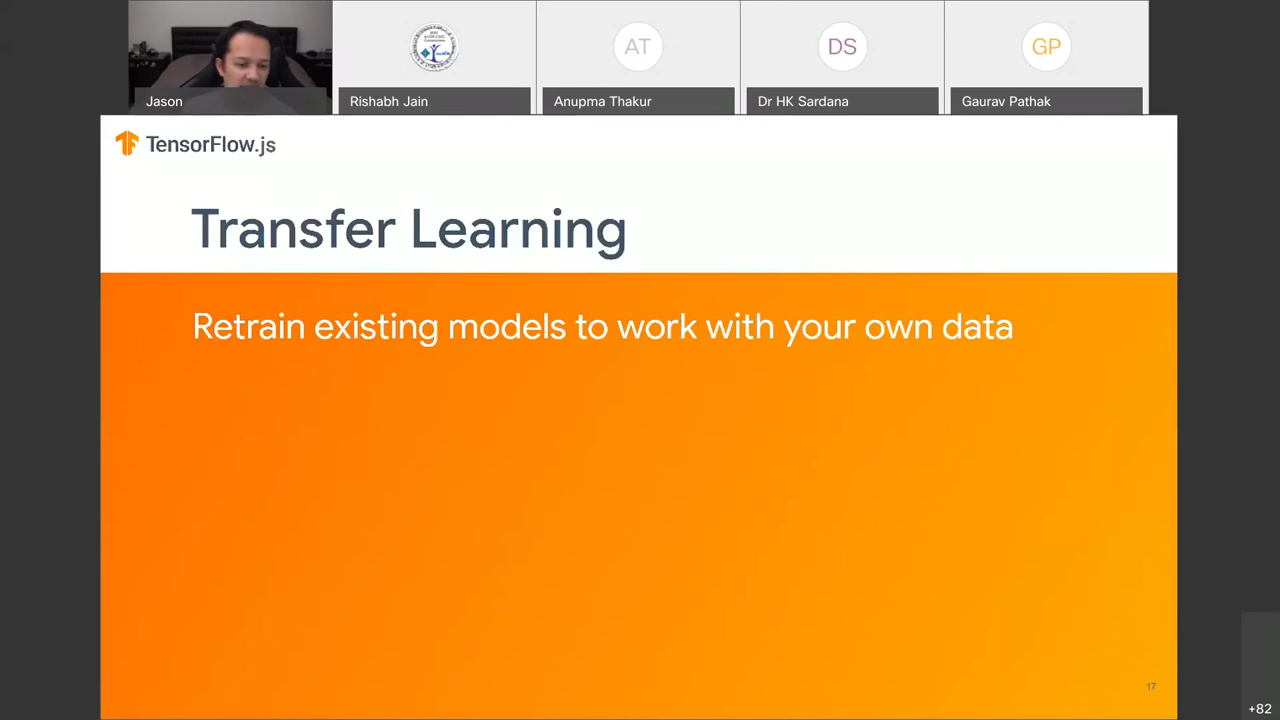 AT
DS
GP
Jason
Rishabh Jain
Anupma Thakur
Dr HK Sardana
Gaurav Pathak
TensorFlow.js
Transfer Learning
Retrain existing models to work with your own data
17
+82